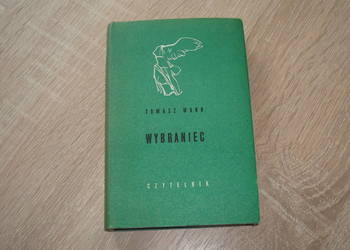 TOMASZ MANN
WYBRANIEC
CZYTELNIK